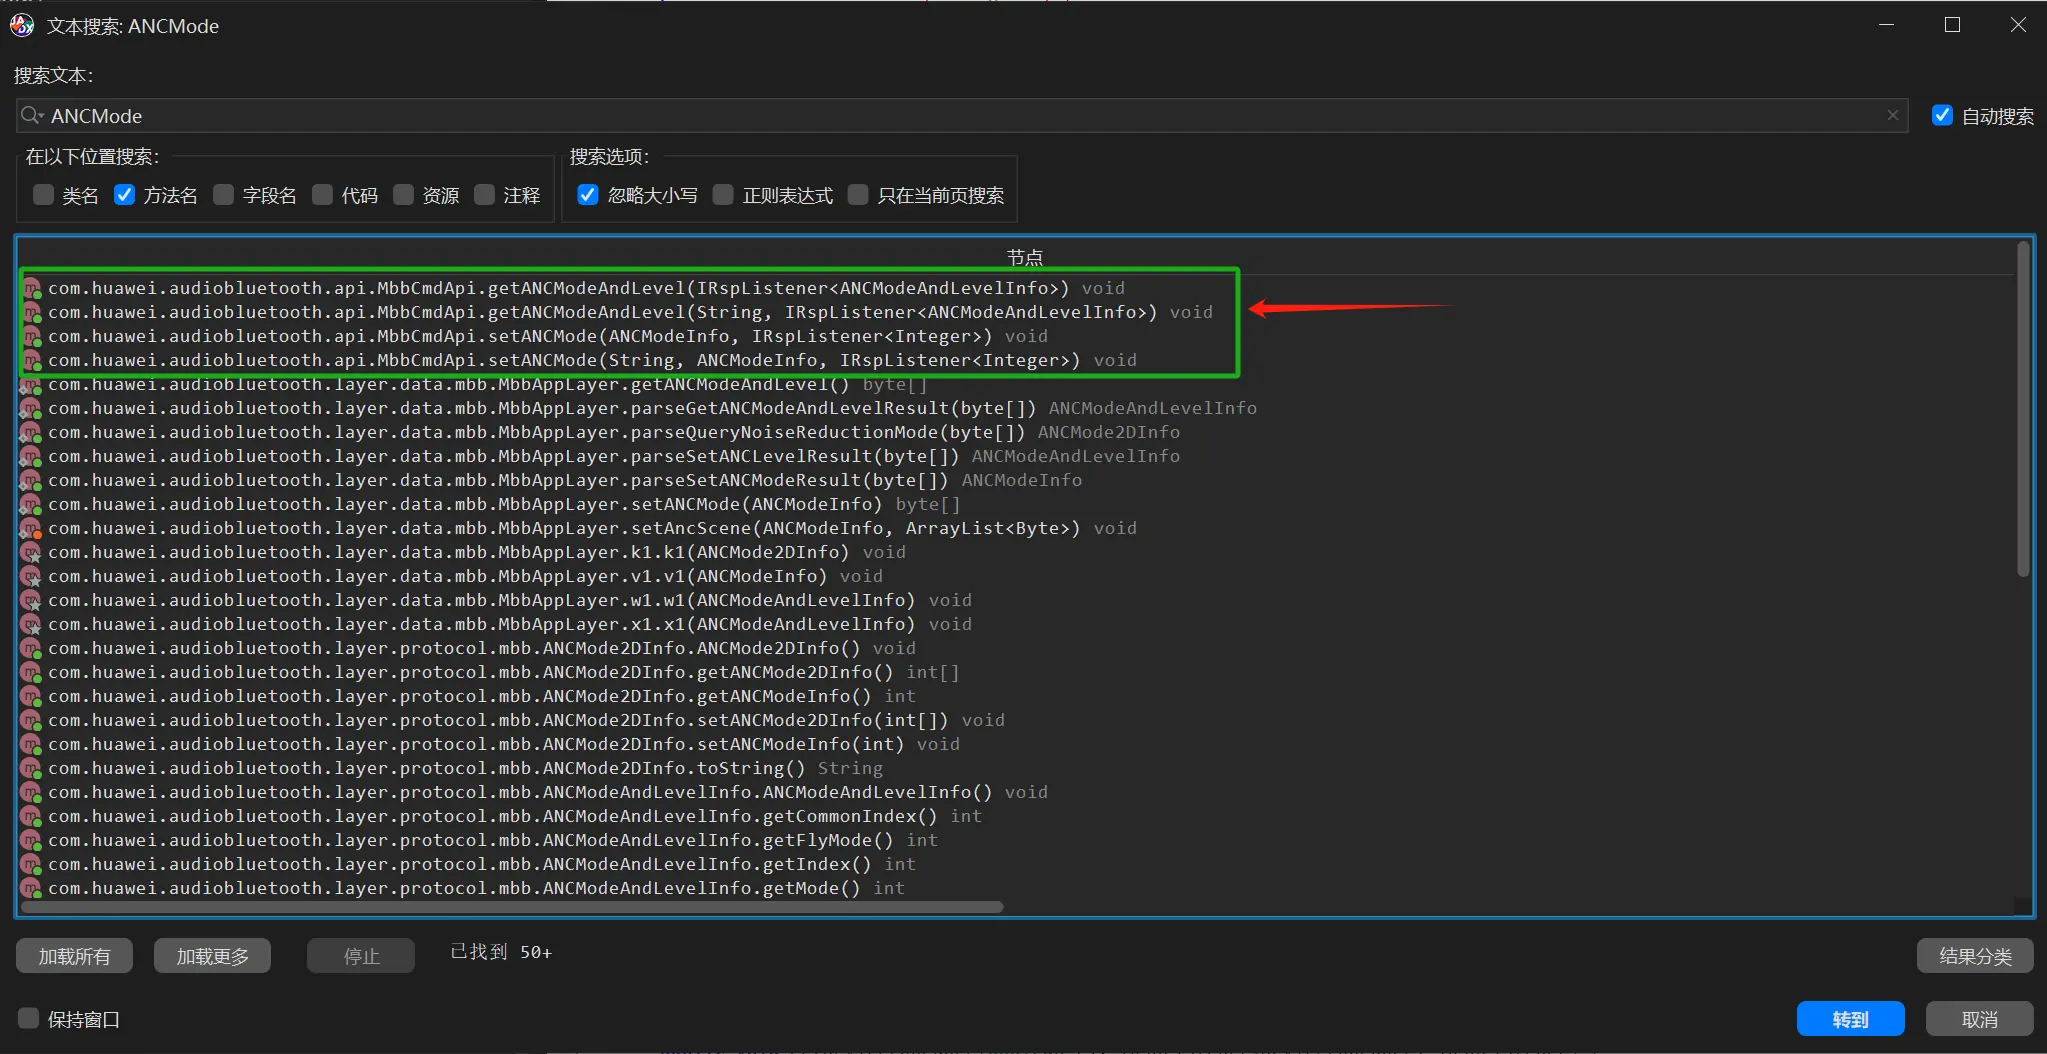 文本搜索: ANCMode
搜索文本:
ANCMode
自动搜索
在以下位置搜索:
类名 方法名 字段名 代码 资源 注释
搜索选项:
忽略大小写 正则表达式 只在当前页搜索
节点
com.huawei.audiobluetooth.api.MbbCmdApi.getANCModeAndLevel(IRspListener<ANCModeAndLevelInfo>) void
com.huawei.audiobluetooth.api.MbbCmdApi.getANCModeAndLevel(String, IRspListener<ANCModeAndLevelInfo>) void
com.huawei.audiobluetooth.api.MbbCmdApi.setANCMode(ANCModeInfo, IRspListener<Integer>) void
com.huawei.audiobluetooth.api.MbbCmdApi.setANCMode(String, ANCModeInfo, IRspListener<Integer>) void
com.huawei.audiobluetooth.layer.data.mbb.MbbAppLayer.getANCModeAndLevel() byte[]
com.huawei.audiobluetooth.layer.data.mbb.MbbAppLayer.parseGetANCModeAndLevelResult(byte[]) ANCModeAndLevelInfo
com.huawei.audiobluetooth.layer.data.mbb.MbbAppLayer.parseQueryNoiseReductionMode(byte[]) ANCMode2DInfo
com.huawei.audiobluetooth.layer.data.mbb.MbbAppLayer.parseSetANCLevelResult(byte[]) ANCModeAndLevelInfo
com.huawei.audiobluetooth.layer.data.mbb.MbbAppLayer.parseSetANCModeResult(byte[]) ANCModeInfo
com.huawei.audiobluetooth.layer.data.mbb.MbbAppLayer.setANCMode(ANCModeInfo) byte[]
com.huawei.audiobluetooth.layer.data.mbb.MbbAppLayer.setAncScene(ANCModeInfo, ArrayList<Byte>) void
com.huawei.audiobluetooth.layer.data.mbb.MbbAppLayer.k1.k1(ANCMode2DInfo) void
com.huawei.audiobluetooth.layer.data.mbb.MbbAppLayer.v1.v1(ANCModeInfo) void
com.huawei.audiobluetooth.layer.data.mbb.MbbAppLayer.w1.w1(ANCModeAndLevelInfo) void
com.huawei.audiobluetooth.layer.data.mbb.MbbAppLayer.x1.x1(ANCModeAndLevelInfo) void
com.huawei.audiobluetooth.layer.protocol.mbb.ANCMode2DInfo.ANCMode2DInfo() void
com.huawei.audiobluetooth.layer.protocol.mbb.ANCMode2DInfo.getANCMode2DInfo() int[]
com.huawei.audiobluetooth.layer.protocol.mbb.ANCMode2DInfo.getANCModeInfo() int
com.huawei.audiobluetooth.layer.protocol.mbb.ANCMode2DInfo.setANCMode2DInfo(int[]) void
com.huawei.audiobluetooth.layer.protocol.mbb.ANCMode2DInfo.setANCModeInfo(int) void
com.huawei.audiobluetooth.layer.protocol.mbb.ANCMode2DInfo.toString() String
com.huawei.audiobluetooth.layer.protocol.mbb.ANCModeAndLevelInfo.ANCModeAndLevelInfo() void
com.huawei.audiobluetooth.layer.protocol.mbb.ANCModeAndLevelInfo.getCommonIndex() int
com.huawei.audiobluetooth.layer.protocol.mbb.ANCModeAndLevelInfo.getFlyMode() int
com.huawei.audiobluetooth.layer.protocol.mbb.ANCModeAndLevelInfo.getIndex() int
com.huawei.audiobluetooth.layer.protocol.mbb.ANCModeAndLevelInfo.getMode() int
加载所有 加载更多 停止 已找到 50+ 结果分类
保持窗口 转到 取消